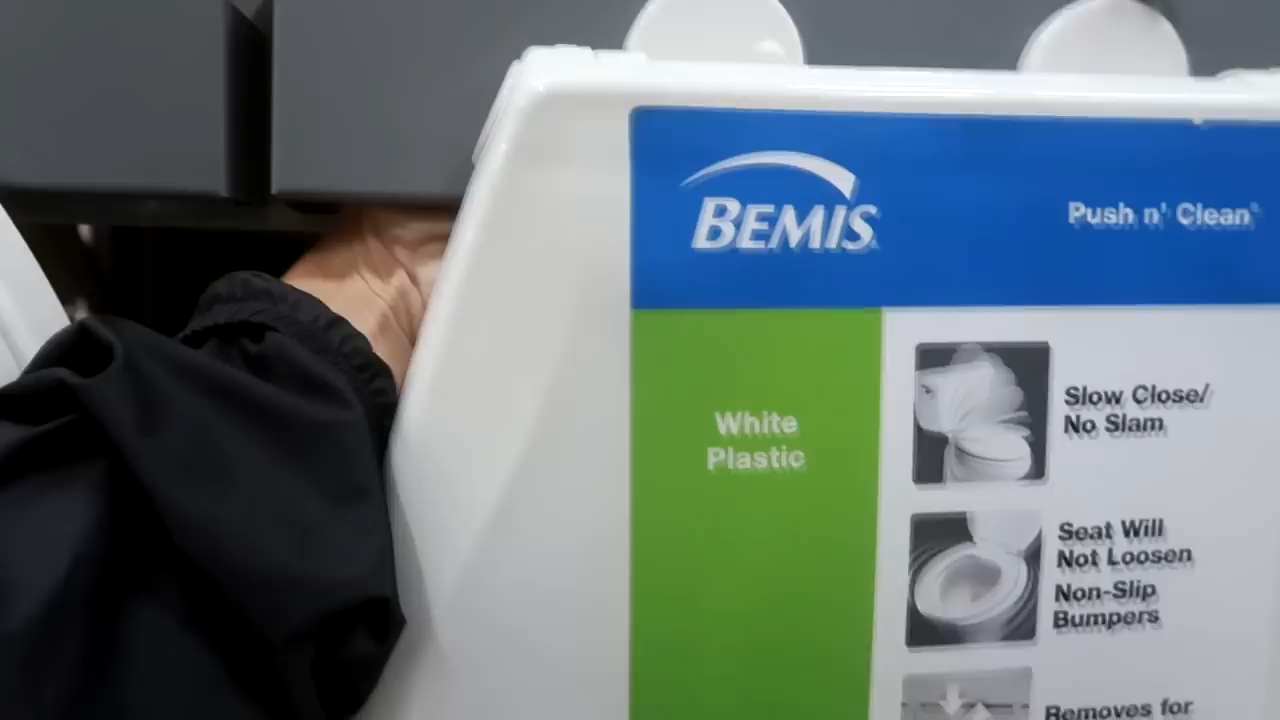 BEMIS
Push n' Clean®
White
Plastic
Slow Close/
No Slam
Seat Will
Not Loosen
Non-Slip
Bumpers
Removes for